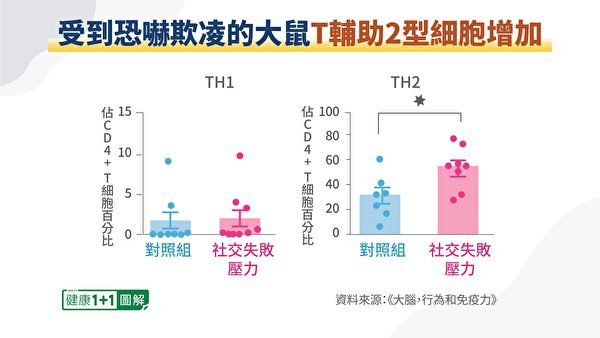 受到恐嚇欺凌的大鼠T輔助2型細胞增加
TH1
佔CD4+T細胞百分比
15
10
5
0
對照組
社交失敗
壓力
TH2
佔CD4+T細胞百分比
100
80
60
40
20
0
對照組
社交失敗
壓力
健康1+1圖解
資料來源：《大腦，行為和免疫力》